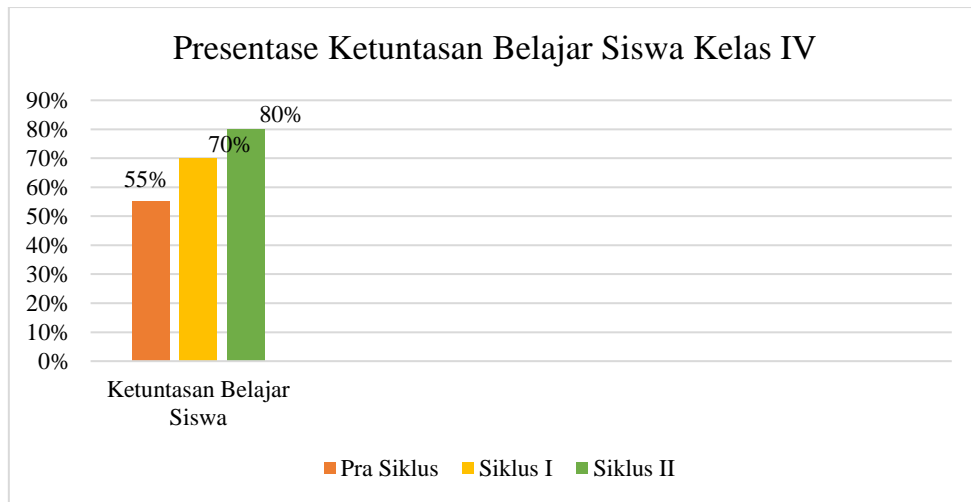 Presentase Ketuntasan Belajar Siswa Kelas IV
90%
80%
70%
60%
50%
40%
30%
20%
10%
0%
55%
70%
80%
Ketuntasan Belajar
Siswa
Pra Siklus
Siklus I
Siklus II